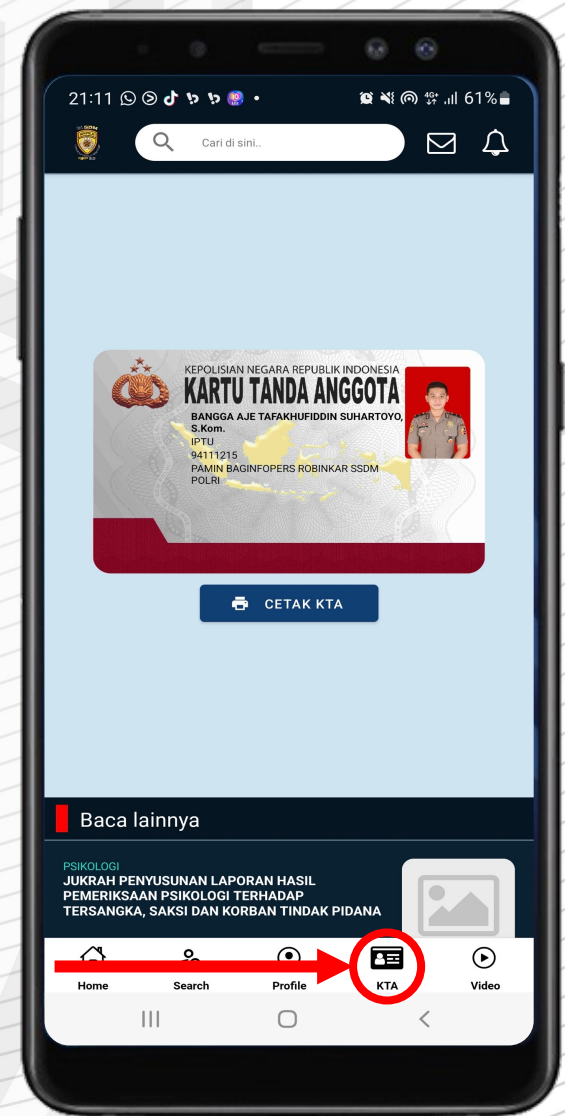 21:11
4G+
61%
Cari di sini..
KEPOLISIAN NEGARA REPUBLIK INDONESIA
KARTU TANDA ANGGOTA
BANGGA AJE TAFAKHUFIDDIN SUHARTOYO,
S.Kom.
IPTU
94111215
PAMIN BAGINFOPERS ROBINKAR SSDM
POLRI
CETAK KTA
Baca lainnya
PSIKOLOGI
JUKRAH PENYUSUNAN LAPORAN HASIL
PEMERIKSAAN PSIKOLOGI TERHADAP
TERSANGKA, SAKSI DAN KORBAN TINDAK PIDANA
Home Search Profile KTA Video